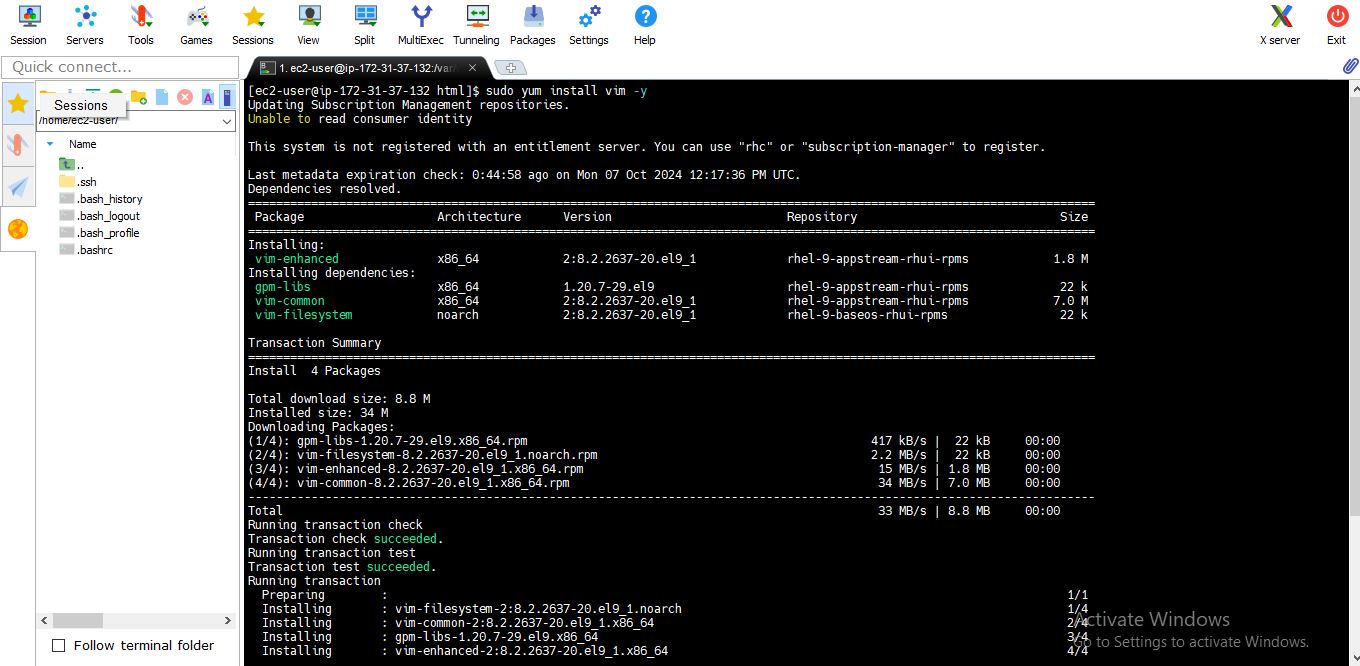 Session Servers Tools Games Sessions View Split MultiExec Tunneling Packages Settings Help X server Exit
Quick connect...
1. ec2-user@ip-172-31-37-132:/var/
Sessions
/home/ec2-user/
Name
..
.ssh
.bash_history
.bash_logout
.bash_profile
.bashrc
Follow terminal folder
[ec2-user@ip-172-31-37-132 html]$ sudo yum install vim -y
Updating Subscription Management repositories.
Unable to read consumer identity
This system is not registered with an entitlement server. You can use "rhc" or "subscription-manager" to register.
Last metadata expiration check: 0:44:58 ago on Mon 07 Oct 2024 12:17:36 PM UTC.
Dependencies resolved.
Package Architecture Version Repository Size
Installing:
vim-enhanced x86_64 2:8.2.2637-20.el9_1 rhel-9-appstream-rhui-rpms 1.8 M
Installing dependencies:
gpm-libs x86_64 1.20.7-29.el9 rhel-9-appstream-rhui-rpms 22 k
vim-common x86_64 2:8.2.2637-20.el9_1 rhel-9-appstream-rhui-rpms 7.0 M
vim-filesystem noarch 2:8.2.2637-20.el9_1 rhel-9-baseos-rhui-rpms 22 k
Transaction Summary
Install 4 Packages
Total download size: 8.8 M
Installed size: 34 M
Downloading Packages:
(1/4): gpm-libs-1.20.7-29.el9.x86_64.rpm 417 kB/s | 22 kB 00:00
(2/4): vim-filesystem-8.2.2637-20.el9_1.noarch.rpm 2.2 MB/s | 22 kB 00:00
(3/4): vim-enhanced-8.2.2637-20.el9_1.x86_64.rpm 15 MB/s | 1.8 MB 00:00
(4/4): vim-common-8.2.2637-20.el9_1.x86_64.rpm 34 MB/s | 7.0 MB 00:00
Total 33 MB/s | 8.8 MB 00:00
Running transaction check
Transaction check succeeded.
Running transaction test
Transaction test succeeded.
Running transaction
Preparing : 1/1
Installing : vim-filesystem-2:8.2.2637-20.el9_1.noarch 1/4
Installing : vim-common-2:8.2.2637-20.el9_1.x86_64 2/4
Installing : gpm-libs-1.20.7-29.el9.x86_64 3/4
Installing : vim-enhanced-2:8.2.2637-20.el9_1.x86_64 4/4
Activate Windows
Go to Settings to activate Windows.